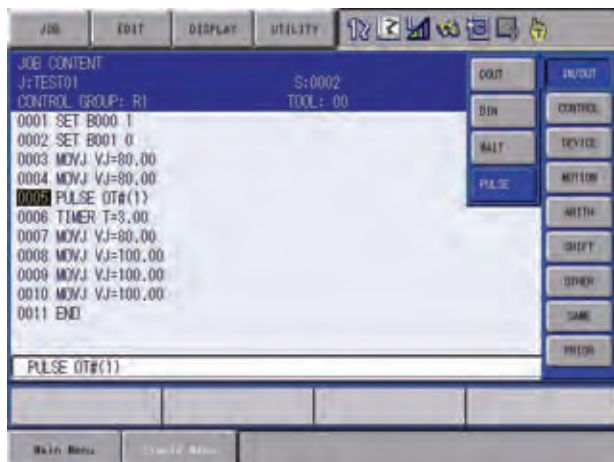 JOB EDIT DISPLAY UTILITY
JOB CONTENT
J:TEST01 S:0002
CONTROL GROUP: R1 TOOL: 00
0001 SET B000 1
0002 SET B001 0
0003 MOVJ VJ=80.00
0004 MOVJ VJ=80.00
0005 PULSE OT#(1)
0006 TIMER T=3.00
0007 MOVJ VJ=80.00
0008 MOVJ VJ=100.00
0009 MOVJ VJ=100.00
0010 MOVJ VJ=100.00
0011 END
PULSE OT#(1)
DOUT
DIN
WAIT
PULSE
IN/OUT
CONTROL
DEVICE
MOTION
ARITH
SHIFT
OTHER
SAME
PRIOR
Main Menu
Simple Menu